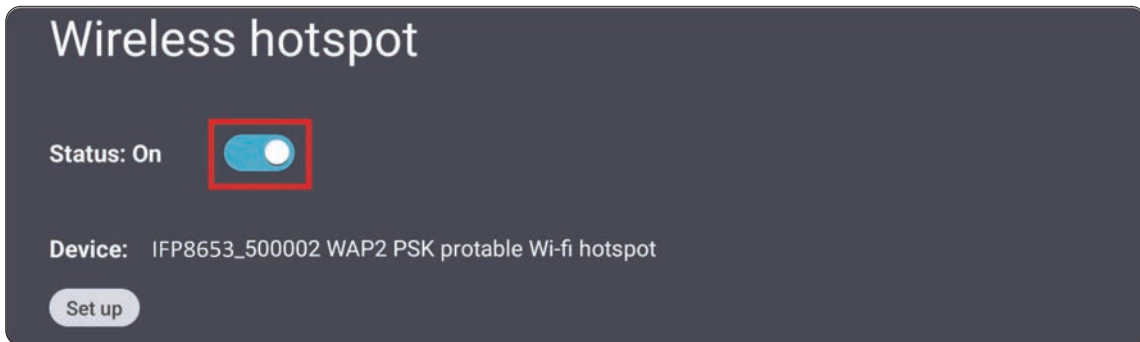 Wireless hotspot
Status: On
Device: IFP8653_500002 WAP2 PSK protable Wi-fi hotspot
Set up